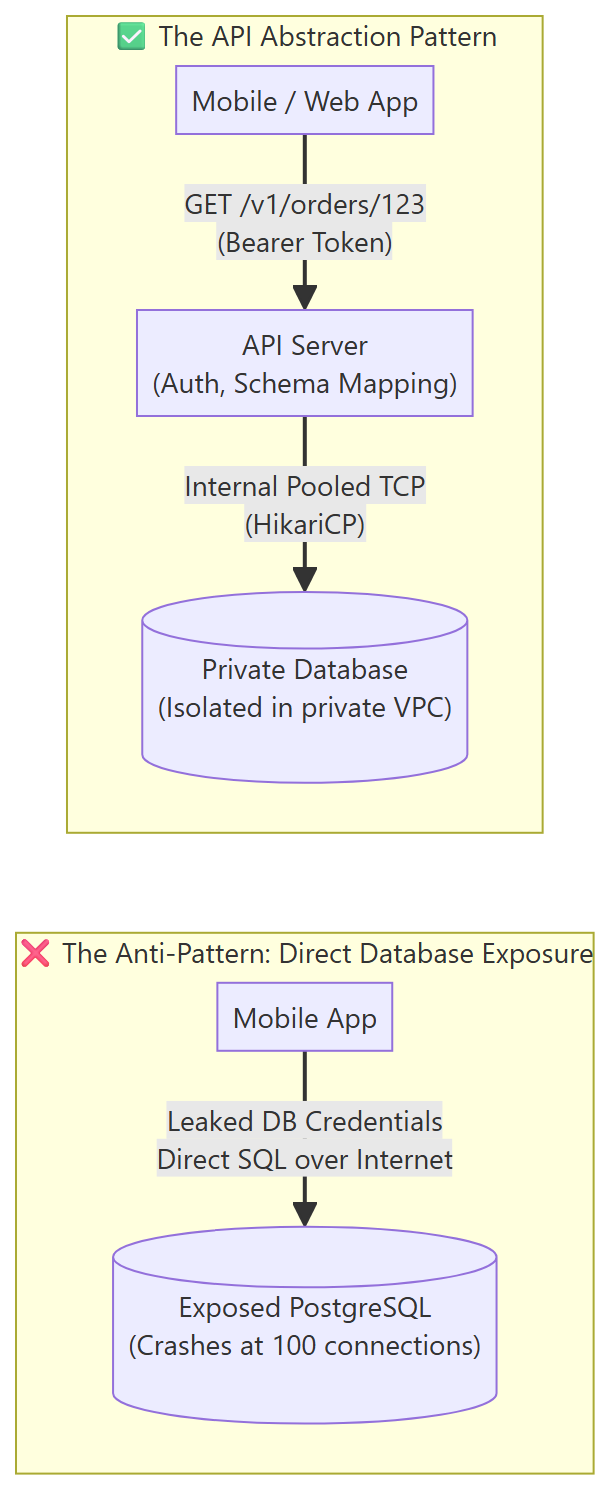 ✅ The API Abstraction Pattern
Mobile / Web App
GET /v1/orders/123
(Bearer Token)
API Server
(Auth, Schema Mapping)
Internal Pooled TCP
(HikariCP)
Private Database
(Isolated in private VPC)
❌ The Anti-Pattern: Direct Database Exposure
Mobile App
Leaked DB Credentials
Direct SQL over Internet
Exposed PostgreSQL
(Crashes at 100 connections)